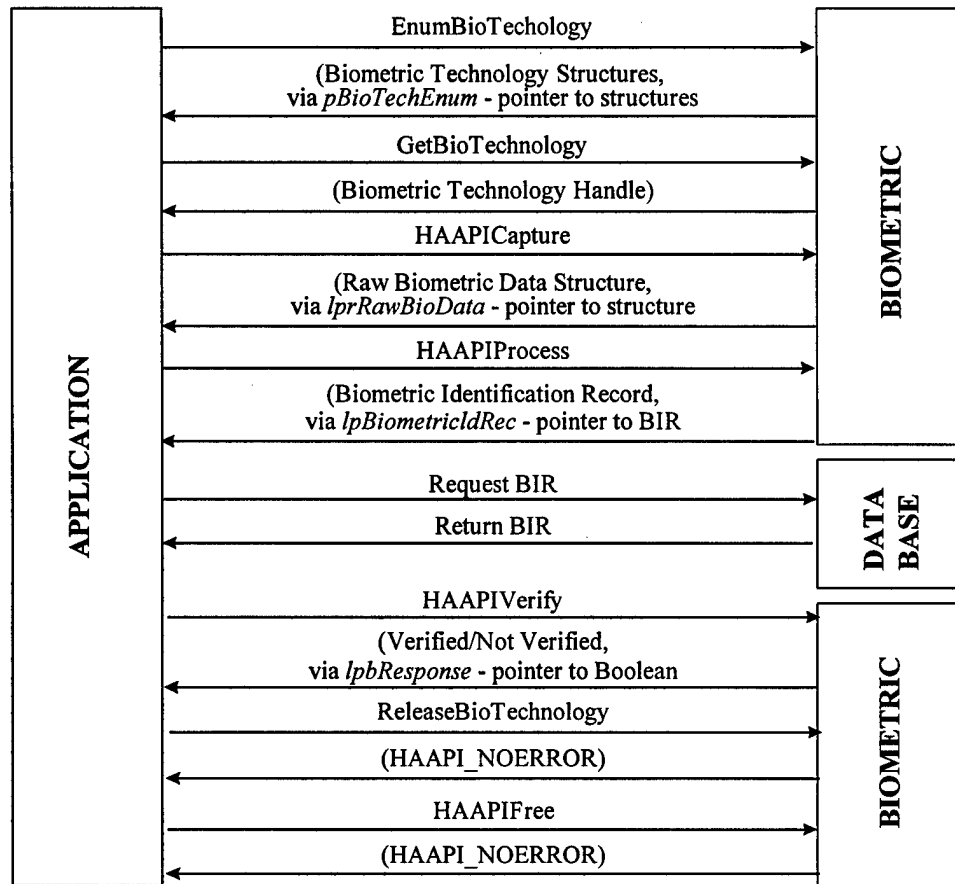 APPLICATION
EnumBioTechology
(Biometric Technology Structures,
via pBioTechEnum - pointer to structures
GetBioTechnology
(Biometric Technology Handle)
HAAPICapture
(Raw Biometric Data Structure,
via lprRawBioData - pointer to structure
HAAPIProcess
(Biometric Identification Record,
via lpBiometricIdRec - pointer to BIR
BIOMETRIC
Request BIR
Return BIR
DATA
BASE
HAAPIVerify
(Verified/Not Verified,
via lpbResponse - pointer to Boolean
ReleaseBioTechnology
(HAAPI_NOERROR)
HAAPIFree
(HAAPI_NOERROR)
BIOMETRIC